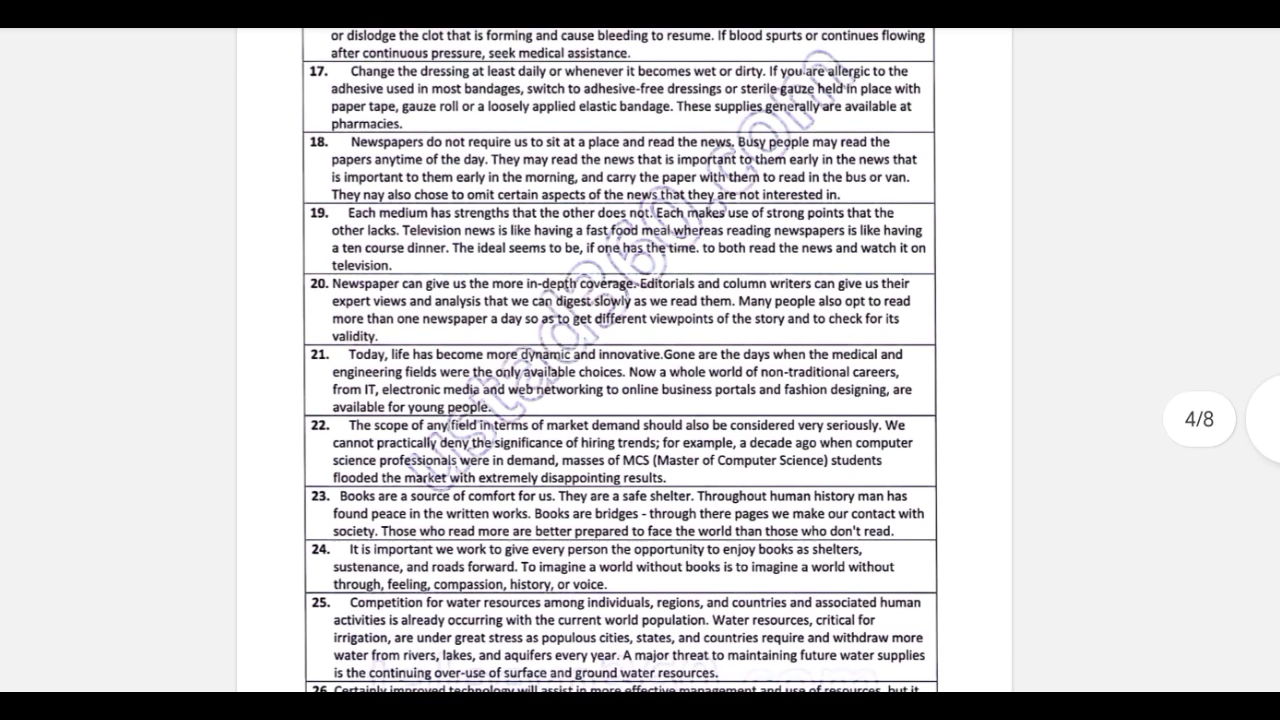 or dislodge the clot that is forming and cause bleeding to resume. If blood spurts or continues flowing
after continuous pressure, seek medical assistance.
17. Change the dressing at least daily or whenever it becomes wet or dirty. If you are allergic to the
adhesive used in most bandages, switch to adhesive-free dressings or sterile gauze held in place with
paper tape, gauze roll or a loosely applied elastic bandage. These supplies generally are available at
pharmacies.
18. Newspapers do not require us to sit at a place and read the news. Busy people may read the
papers anytime of the day. They may read the news that is important to them early in the news that
is important to them early in the morning, and carry the paper with them to read in the bus or van.
They nay also chose to omit certain aspects of the news that they are not interested in.
19. Each medium has strengths that the other does not. Each makes use of strong points that the
other lacks. Television news is like having a fast food meal whereas reading newspapers is like having
a ten course dinner. The ideal seems to be, if one has the time. to both read the news and watch it on
television.
20. Newspaper can give us the more in-depth coverage. Editorials and column writers can give us their
expert views and analysis that we can digest slowly as we read them. Many people also opt to read
more than one newspaper a day so as to get different viewpoints of the story and to check for its
validity.
21. Today, life has become more dynamic and innovative.Gone are the days when the medical and
engineering fields were the only available choices. Now a whole world of non-traditional careers,
from IT, electronic media and web networking to online business portals and fashion designing, are
available for young people.
22. The scope of any field in terms of market demand should also be considered very seriously. We
cannot practically deny the significance of hiring trends; for example, a decade ago when computer
science professionals were in demand, masses of MCS (Master of Computer Science) students
flooded the market with extremely disappointing results.
23. Books are a source of comfort for us. They are a safe shelter. Throughout human history man has
found peace in the written works. Books are bridges - through there pages we make our contact with
society. Those who read more are better prepared to face the world than those who don't read.
24. It is important we work to give every person the opportunity to enjoy books as shelters,
sustenance, and roads forward. To imagine a world without books is to imagine a world without
through, feeling, compassion, history, or voice.
25. Competition for water resources among individuals, regions, and countries and associated human
activities is already occurring with the current world population. Water resources, critical for
irrigation, are under great stress as populous cities, states, and countries require and withdraw more
water from rivers, lakes, and aquifers every year. A major threat to maintaining future water supplies
is the continuing over-use of surface and ground water resources.
26. Certainly improved technology will assist in more effective management and use of resources, but it
ustad360.com
4/8